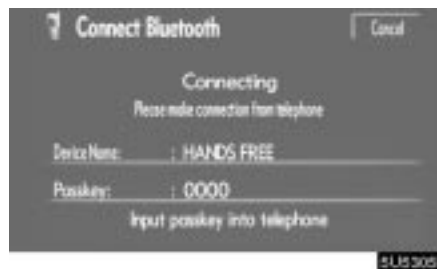 Connect Bluetooth Cancel
Connecting
Please make connection from telephone
Device Name: : HANDS FREE
Passkey: : 0000
Input passkey into telephone
SUS305